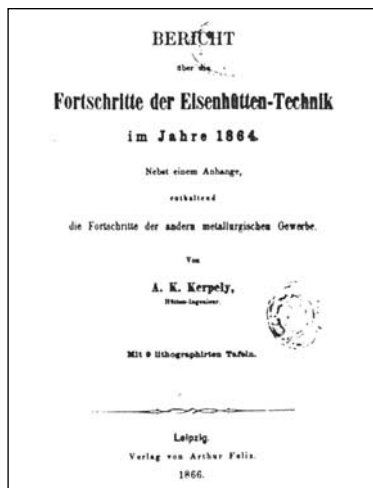 BERICHT
über die
Fortschritte der Eisenhütten-Technik
im Jahre 1864.
Nebst einem Anhange,
enthaltend
die Fortschritte der andern metallurgischen Gewerbe.
Von
A. K. Kerpely,
Hütten-Ingenieur.
Mit 9 lithographirten Tafeln.
Leipzig.
Verlag von Arthur Felix.
1866.